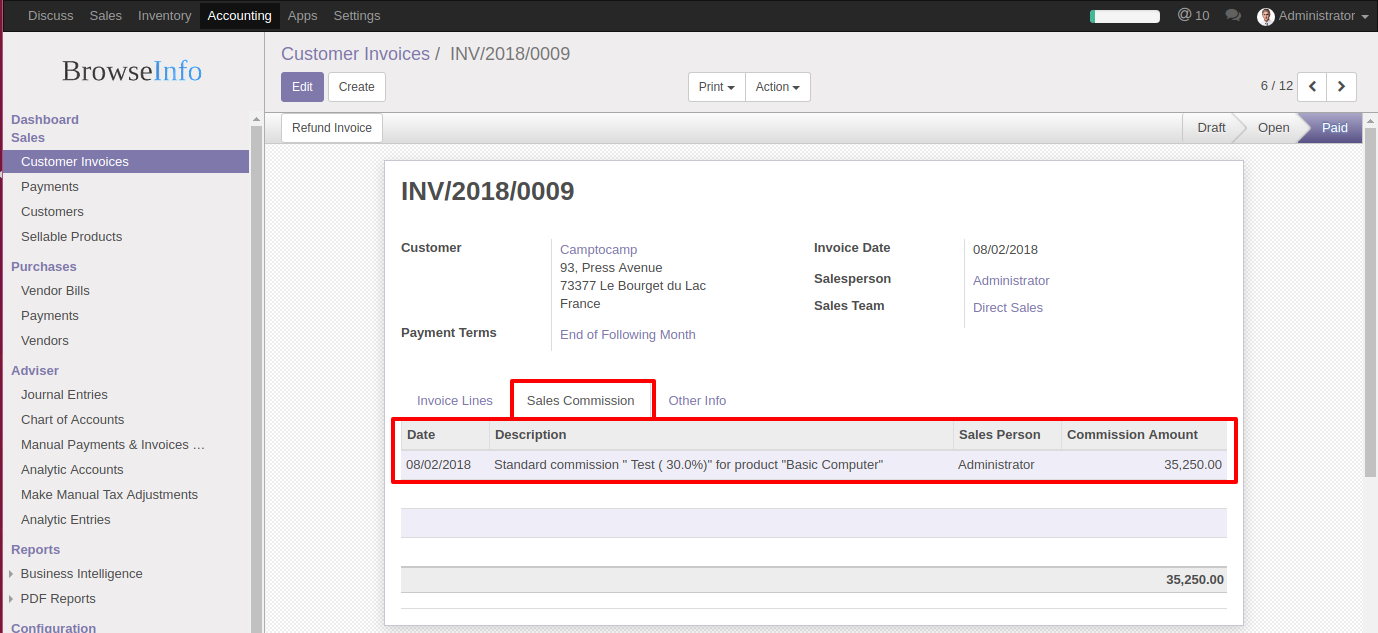 Discuss Sales Inventory Accounting Apps Settings @ 10 Administrator
BrowseInfo
Dashboard
Sales
Customer Invoices
Payments
Customers
Sellable Products
Purchases
Vendor Bills
Payments
Vendors
Adviser
Journal Entries
Chart of Accounts
Manual Payments & Invoices …
Analytic Accounts
Make Manual Tax Adjustments
Analytic Entries
Reports
Business Intelligence
PDF Reports
Configuration
Customer Invoices / INV/2018/0009
Edit Create Print Action 6 / 12
Refund Invoice Draft Open Paid
INV/2018/0009
Customer
Camptocamp
93, Press Avenue
73377 Le Bourget du Lac
France
Payment Terms End of Following Month
Invoice Date 08/02/2018
Salesperson Administrator
Sales Team Direct Sales
Invoice Lines Sales Commission Other Info
Date Description Sales Person Commission Amount
08/02/2018 Standard commission " Test ( 30.0%)" for product "Basic Computer" Administrator 35,250.00
35,250.00